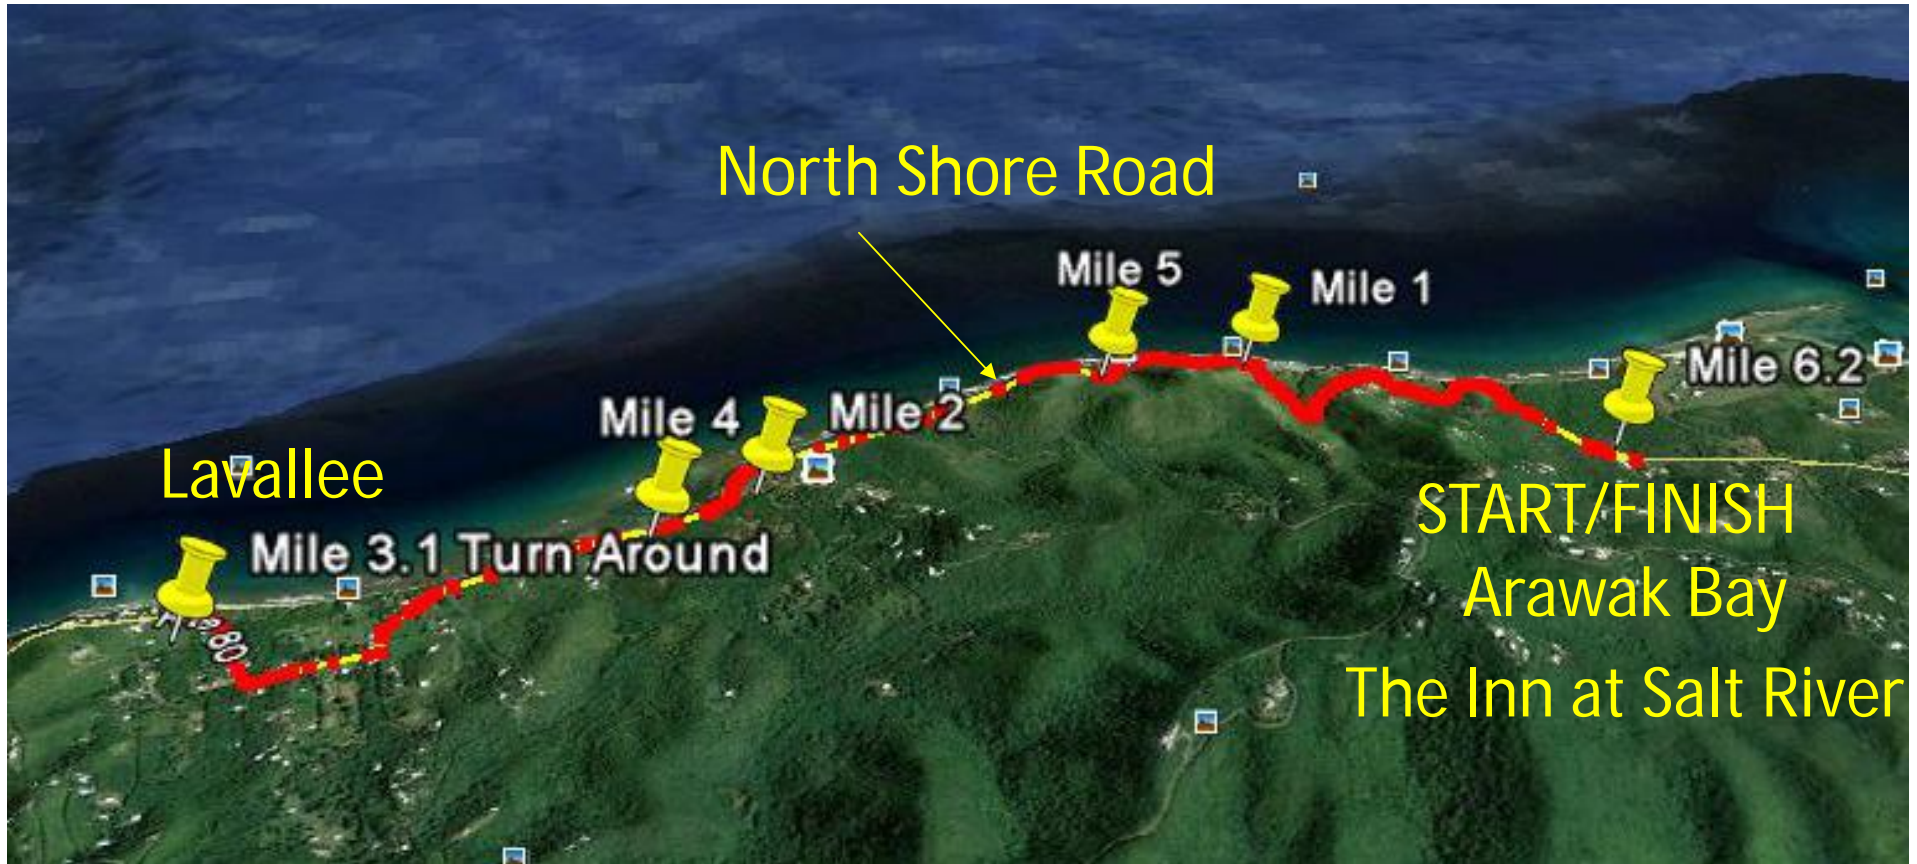 North Shore Road
Mile 5
Mile 1
Mile 6.2
Mile 4
Mile 2
Lavallee
START/FINISH
Mile 3.1 Turn Around
Arawak Bay
80
The Inn at Salt River